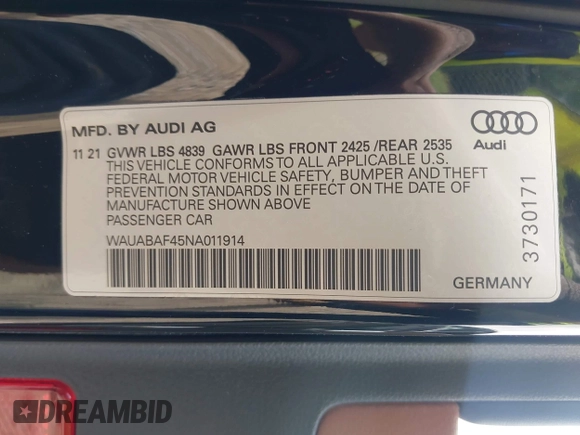 MFD. BY AUDI AG
Audi
11 21 GVWR LBS 4839 GAWR LBS FRONT 2425 /REAR 2535
THIS VEHICLE CONFORMS TO ALL APPLICABLE U.S.
FEDERAL MOTOR VEHICLE SAFETY, BUMPER AND THEFT
PREVENTION STANDARDS IN EFFECT ON THE DATE OF
MANUFACTURE SHOWN ABOVE
PASSENGER CAR
WAUABAF45NA011914
37301171
GERMANY
DREAMBID